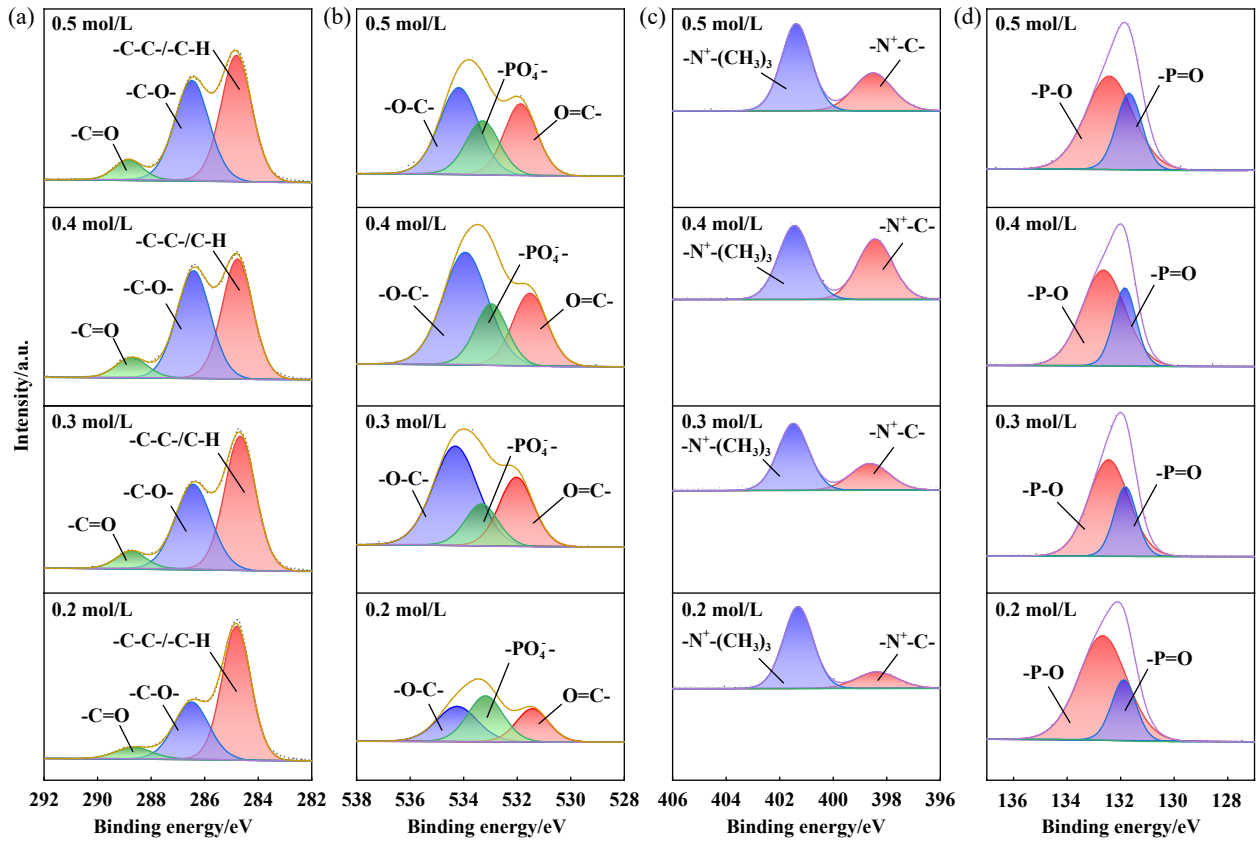 (a)
0.5 mol/L
-C-C-/-C-H
-C-O-
-C=O
0.4 mol/L
-C-C-/C-H
-C-O-
-C=O
0.3 mol/L
-C-C-/C-H
-C-O-
-C=O
0.2 mol/L
-C-C-/-C-H
-C-O-
-C=O
292 290 288 286 284 282
Binding energy/eV
Intensity/a.u.
(b)
0.5 mol/L
-PO₄⁻-
-O-C-
O=C-
0.4 mol/L
-PO₄⁻-
-O-C-
O=C-
0.3 mol/L
-PO₄⁻-
-O-C-
O=C-
0.2 mol/L
-PO₄⁻-
-O-C-
O=C-
538 536 534 532 530 528
Binding energy/eV
(c)
0.5 mol/L
-N⁺-C-
-N⁺-(CH₃)₃
0.4 mol/L
-N⁺-C-
-N⁺-(CH₃)₃
0.3 mol/L
-N⁺-C-
-N⁺-(CH₃)₃
0.2 mol/L
-N⁺-(CH₃)₃
-N⁺-C-
406 404 402 400 398 396
Binding energy/eV
(d)
0.5 mol/L
-P=O
-P-O
0.4 mol/L
-P=O
-P-O
0.3 mol/L
-P=O
-P-O
0.2 mol/L
-P=O
-P-O
136 134 132 130 128
Binding energy/eV